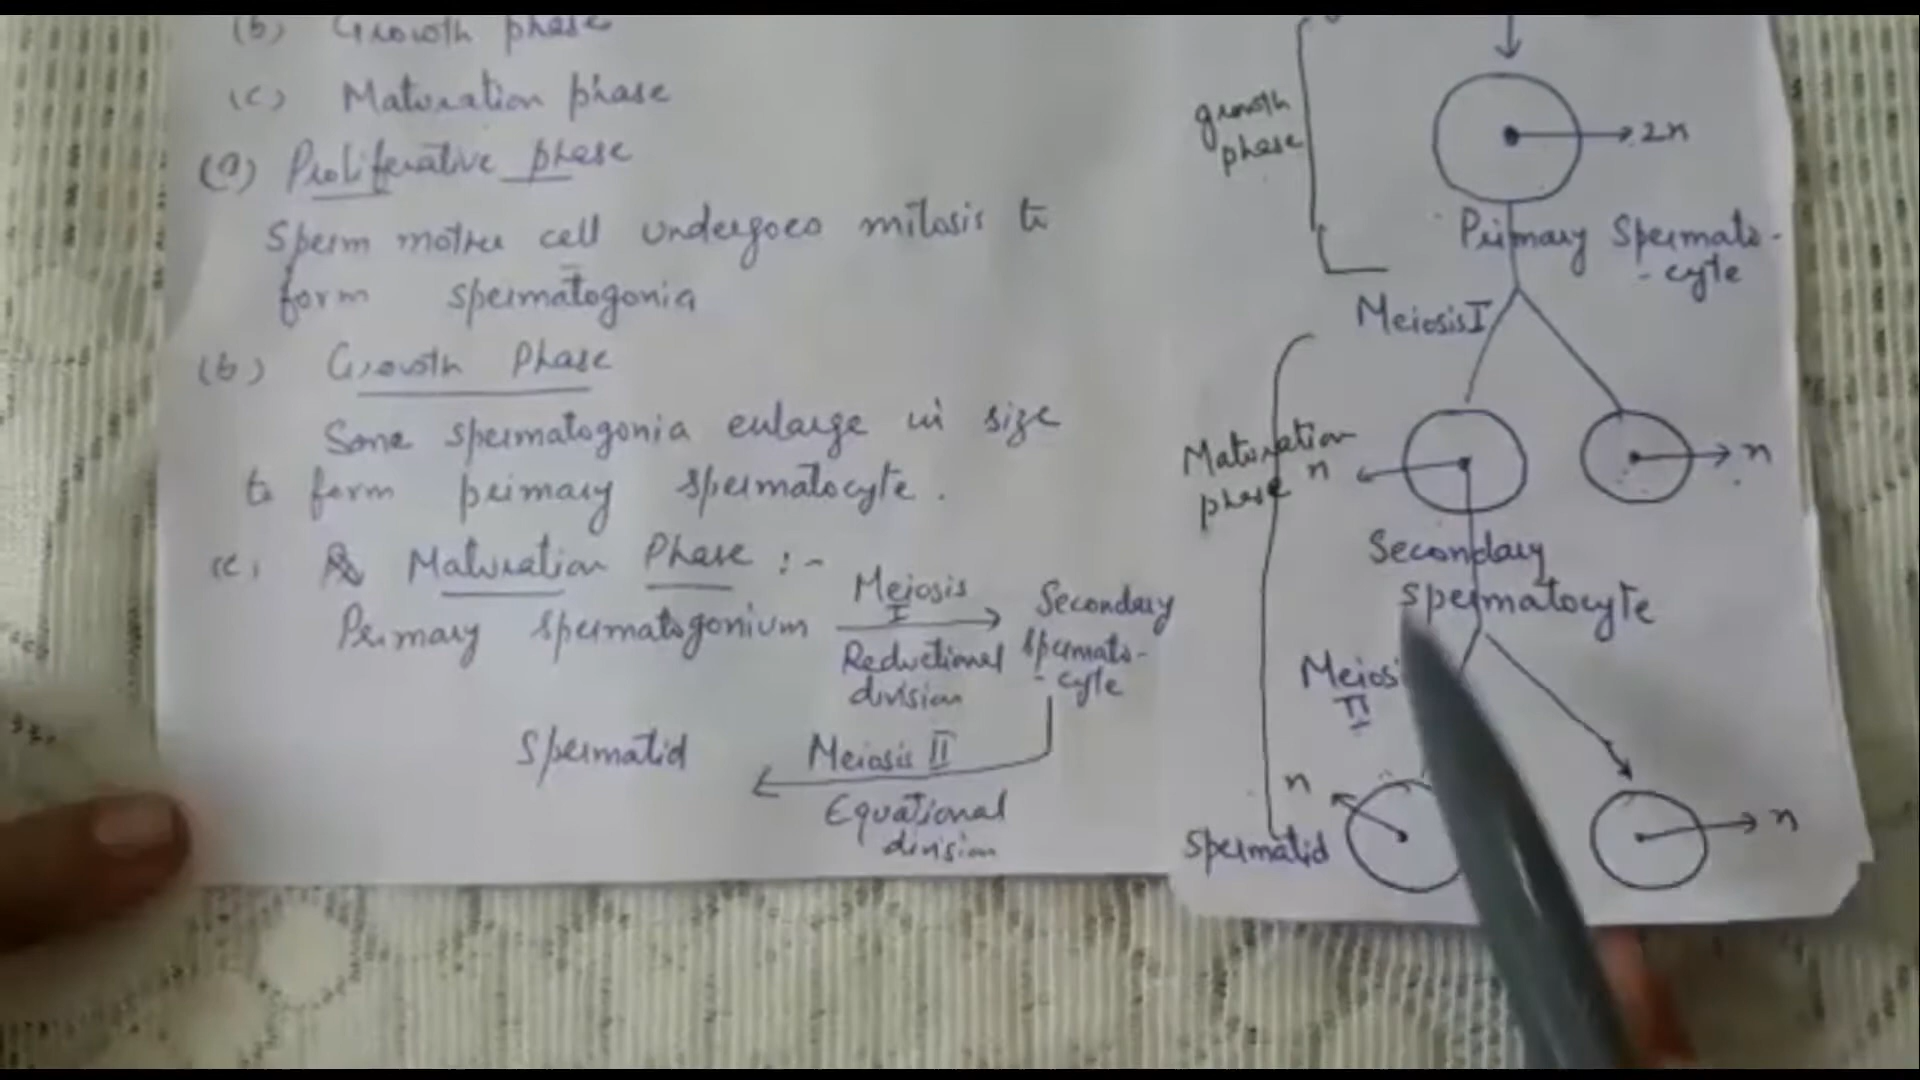 (b) Growth phase
(c) Maturation phase
(a) Proliferative phase
Sperm mother cell undergoes mitosis to
form spermatogonia
(b) Growth Phase
Some spermatogonia enlarge in size
to form primary spermatocyte.
(c) Maturation Phase :-
Primary spermatogonium
Meiosis
I
Reductional
division
Secondary
spermato-
-cyte
Meiosis II
Equational
division
Spermatid
growth
phase
2n
Primary Spermato-
-cyte
Meiosis I
Maturation
phase
n
n
Secondary
spermatocyte
Meiosi
II
n
Spermatid
n